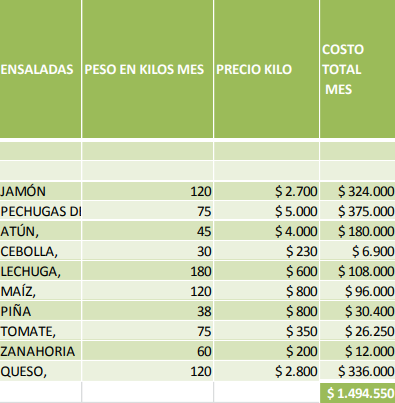 ENSALADAS PESO EN KILOS MES PRECIO KILO COSTO TOTAL MES
JAMÓN 120 $ 2.700 $ 324.000
PECHUGAS DI 75 $ 5.000 $ 375.000
ATÚN, 45 $ 4.000 $ 180.000
CEBOLLA, 30 $ 230 $ 6.900
LECHUGA, 180 $ 600 $ 108.000
MAÍZ, 120 $ 800 $ 96.000
PIÑA 38 $ 800 $ 30.400
TOMATE, 75 $ 350 $ 26.250
ZANAHORIA 60 $ 200 $ 12.000
QUESO, 120 $ 2.800 $ 336.000
$ 1.494.550